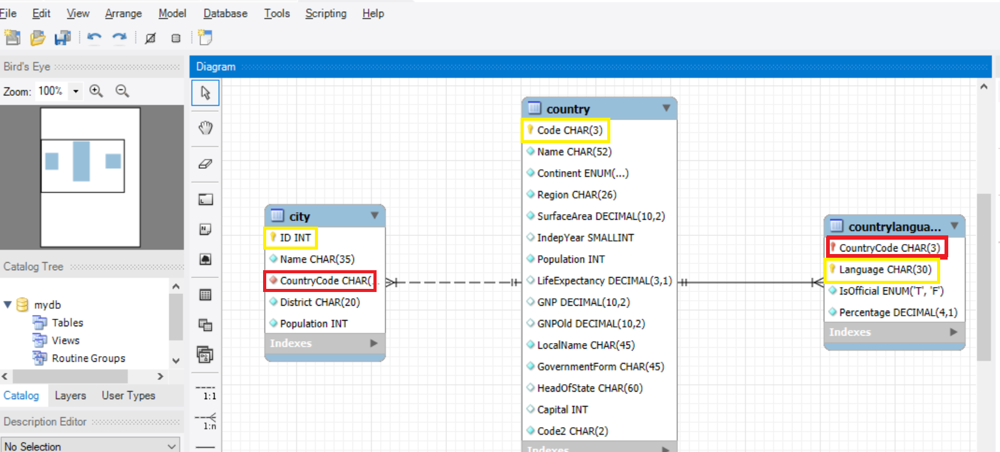 File Edit View Arrange Model Database Tools Scripting Help
Bird's Eye
Zoom: 100%
Diagram
country
Code CHAR(3)
Name CHAR(52)
Continent ENUM(...)
Region CHAR(26)
SurfaceArea DECIMAL(10,2)
IndepYear SMALLINT
Population INT
LifeExpectancy DECIMAL(3,1)
GNP DECIMAL(10,2)
GNPOld DECIMAL(10,2)
LocalName CHAR(45)
GovernmentForm CHAR(45)
HeadOfState CHAR(60)
Capital INT
Code2 CHAR(2)
Indexes
city
ID INT
Name CHAR(35)
CountryCode CHAR(...
District CHAR(20)
Population INT
Indexes
countrylangua...
CountryCode CHAR(3)
Language CHAR(30)
IsOfficial ENUM('T', 'F')
Percentage DECIMAL(4,1)
Indexes
Catalog Tree
mydb
Tables
Views
Routine Groups
Catalog Layers User Types
Description Editor
No Selection
1:1
1:n